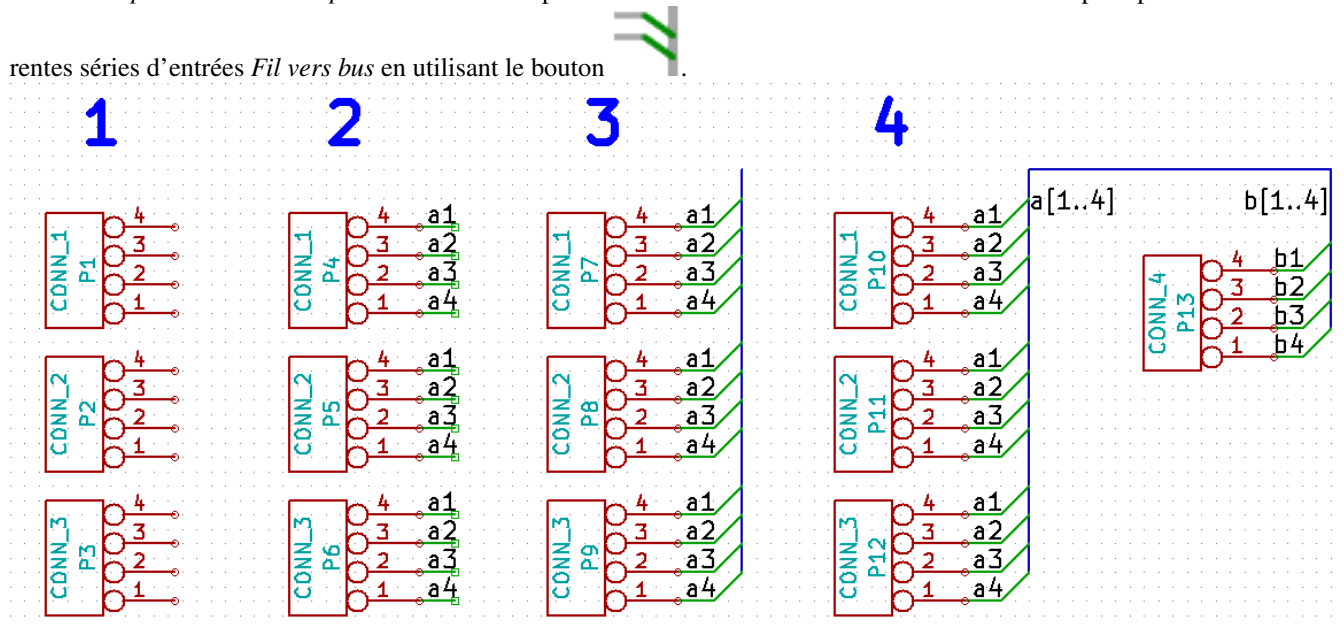 rentes séries d'entrées Fil vers bus en utilisant le bouton .
1 2 3 4
a[1..4] b[1..4]
CONN_1 P1 4 3 2 1
CONN_1 P4 4 3 2 1 a1 a2 a3 a4
CONN_1 P7 4 3 2 1 a1 a2 a3 a4
CONN_1 P10 4 3 2 1 a1 a2 a3 a4
CONN_4 P13 4 3 2 1 b1 b2 b3 b4
CONN_2 P2 4 3 2 1
CONN_2 P5 4 3 2 1 a1 a2 a3 a4
CONN_2 P8 4 3 2 1 a1 a2 a3 a4
CONN_2 P11 4 3 2 1 a1 a2 a3 a4
CONN_3 P3 4 3 2 1
CONN_3 P6 4 3 2 1 a1 a2 a3 a4
CONN_3 P9 4 3 2 1 a1 a2 a3 a4
CONN_3 P12 4 3 2 1 a1 a2 a3 a4